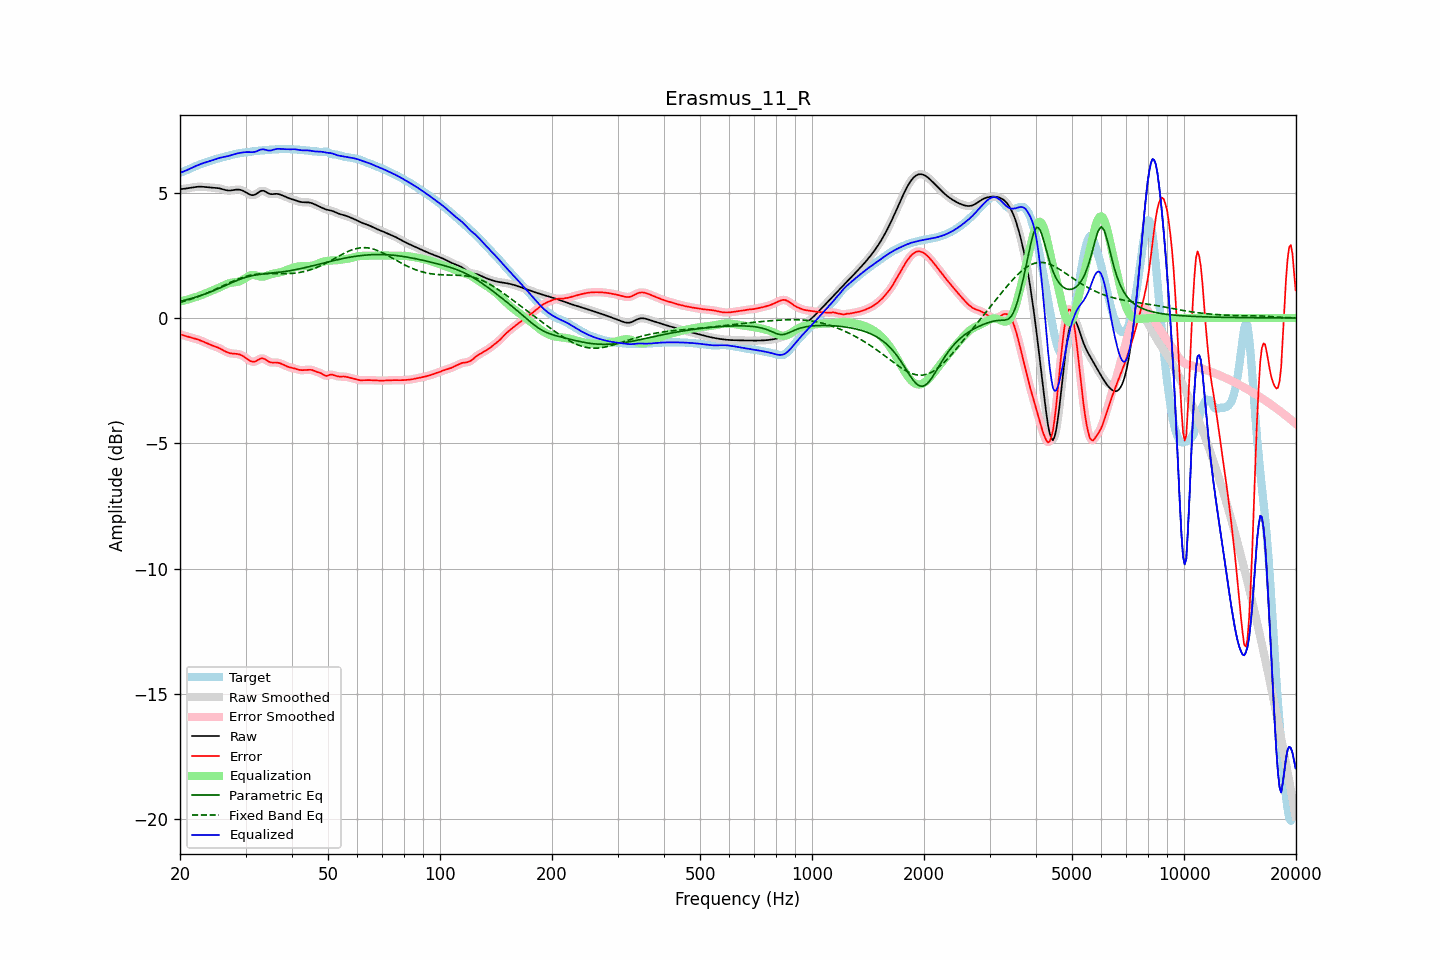 Erasmus_11_R
Amplitude (dBr)
5
0
−5
−10
−15
−20
Target
Raw Smoothed
Error Smoothed
Raw
Error
Equalization
Parametric Eq
Fixed Band Eq
Equalized
20 50 100 200 500 1000 2000 5000 10000 20000
Frequency (Hz)